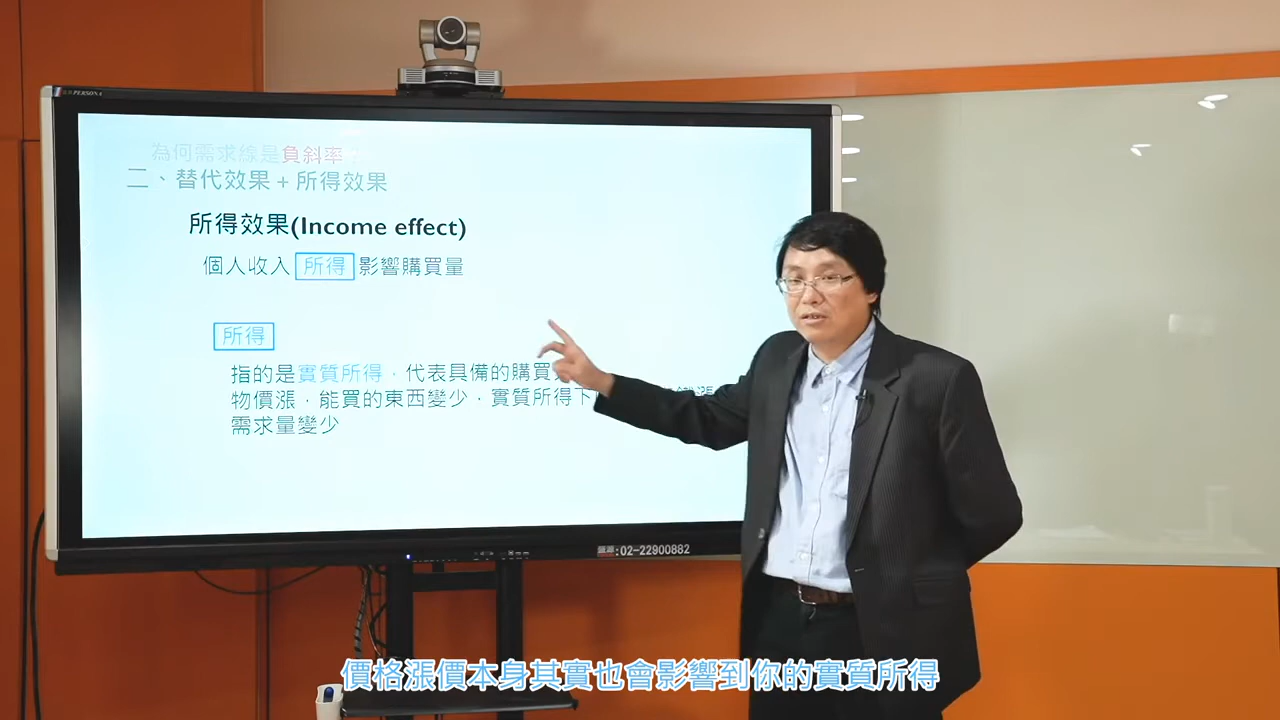 PERSONA
為何需求線是負斜率?
二、替代效果+所得效果
所得效果(Income effect)
個人收入 所得 影響購買量
所得
指的是實質所得，代表具備的購買
物價漲，能買的東西變少，實質所得下
需求量變少
:02-22900882
價格漲價本身其實也會影響到你的實質所得